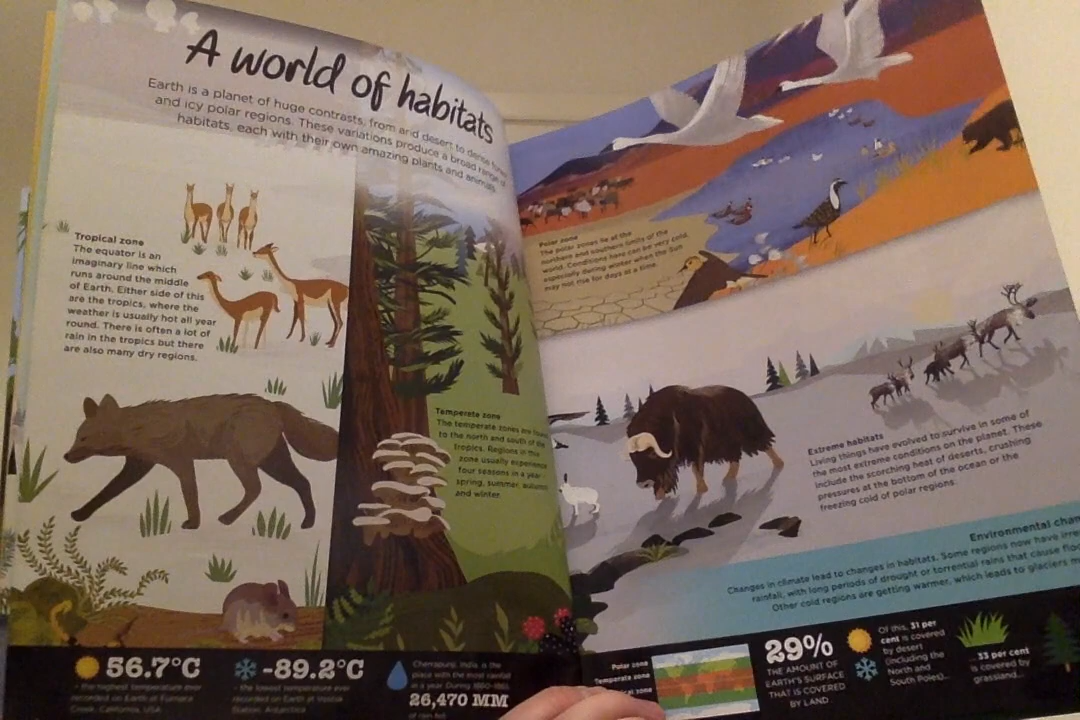 A world of habitats
Earth is a planet of huge contrasts, from arid desert to dense forest
and icy polar regions. These variations produce a broad range of
habitats, each with their own amazing plants and animals.
Tropical zone
The equator is an
imaginary line which
runs around the middle
of Earth. Either side of this
are the tropics, where the
weather is usually hot all year
round. There is often a lot of
rain in the tropics but there
are also many dry regions.
Temperate zone
The temperate zones are
to the north and south of the
tropics. Regions in this
zone usually experience
four seasons in a year –
spring, summer, autumn
and winter.
Polar zone
The polar zones lie at the
northern and southern limits of the
world. Conditions here can be very cold,
especially during winter when the Sun
may not rise for days at a time.
Extreme habitats
Living things have evolved to survive in some of
the most extreme conditions on the planet. These
include the scorching heat of deserts, crushing
pressures at the bottom of the ocean or the
freezing cold of polar regions.
Environmental
Changes in climate lead to changes in habitats. Some regions now have
rainfall, with long periods of drought or torrential rains that cause
Other cold regions are getting warmer, which leads to glaciers
56.7°C
– the highest temperature ever
recorded on Earth at Furnace
Creek, California, USA.
-89.2°C
– the lowest temperature ever
recorded on Earth at Vostok
Station, Antarctica
Cherrapunji, India is the
place with the most rainfall
in a year. During 1860-1861,
26,470 MM
of rain fell.
Polar zone
Temperate zone
zone
29%
THE AMOUNT OF
EARTH'S SURFACE
THAT IS COVERED
BY LAND
Of this, 31 per
cent is covered
by desert
(including the
North and
South Poles)...
... 33 per cent
is covered by
grassland...